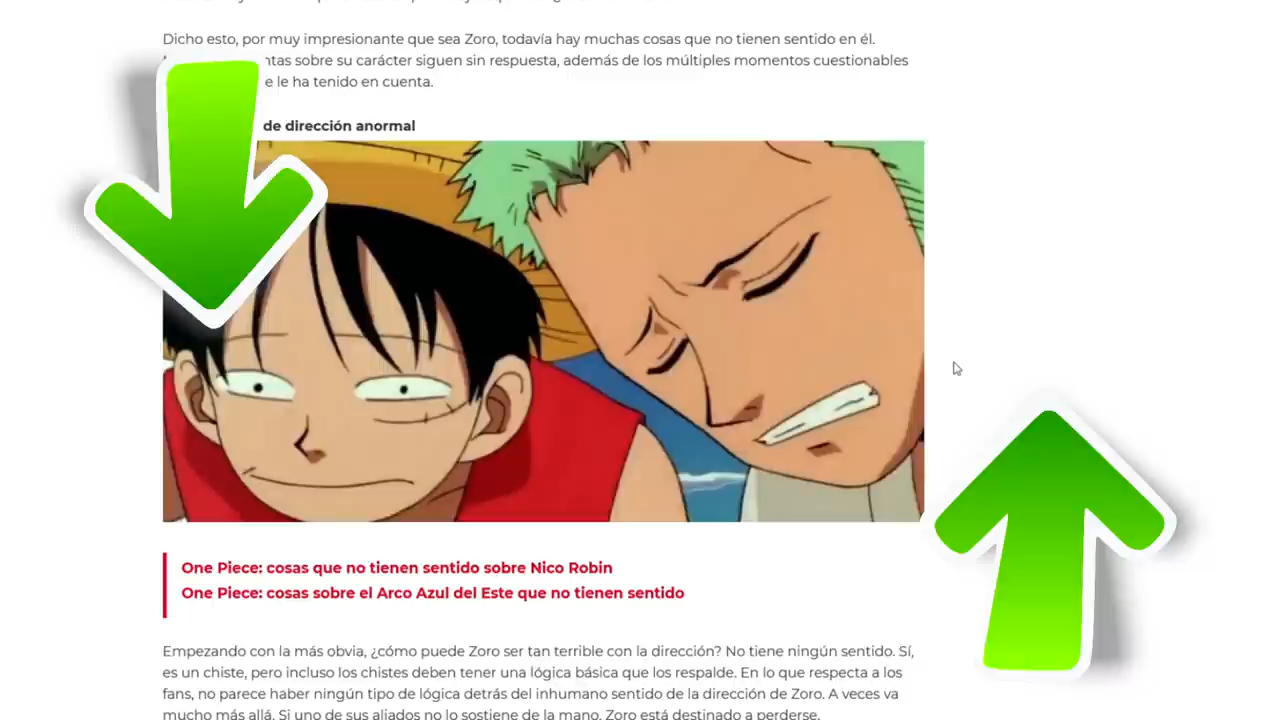 Dicho esto, por muy impresionante que sea Zoro, todavía hay muchas cosas que no tienen sentido en él.
sobre su carácter siguen sin respuesta, además de los múltiples momentos cuestionables
le ha tenido en cuenta.
de dirección anormal
One Piece: cosas que no tienen sentido sobre Nico Robin
One Piece: cosas sobre el Arco Azul del Este que no tienen sentido
Empezando con la más obvia, ¿cómo puede Zoro ser tan terrible con la dirección? No tiene ningún sentido. Sí,
es un chiste, pero incluso los chistes deben tener una lógica básica que los respalde. En lo que respecta a los
fans, no parece haber ningún tipo de lógica detrás del inhumano sentido de la dirección de Zoro. A veces va
mucho más allá. Si uno de sus aliados no lo sostiene de la mano, Zoro está destinado a perderse.